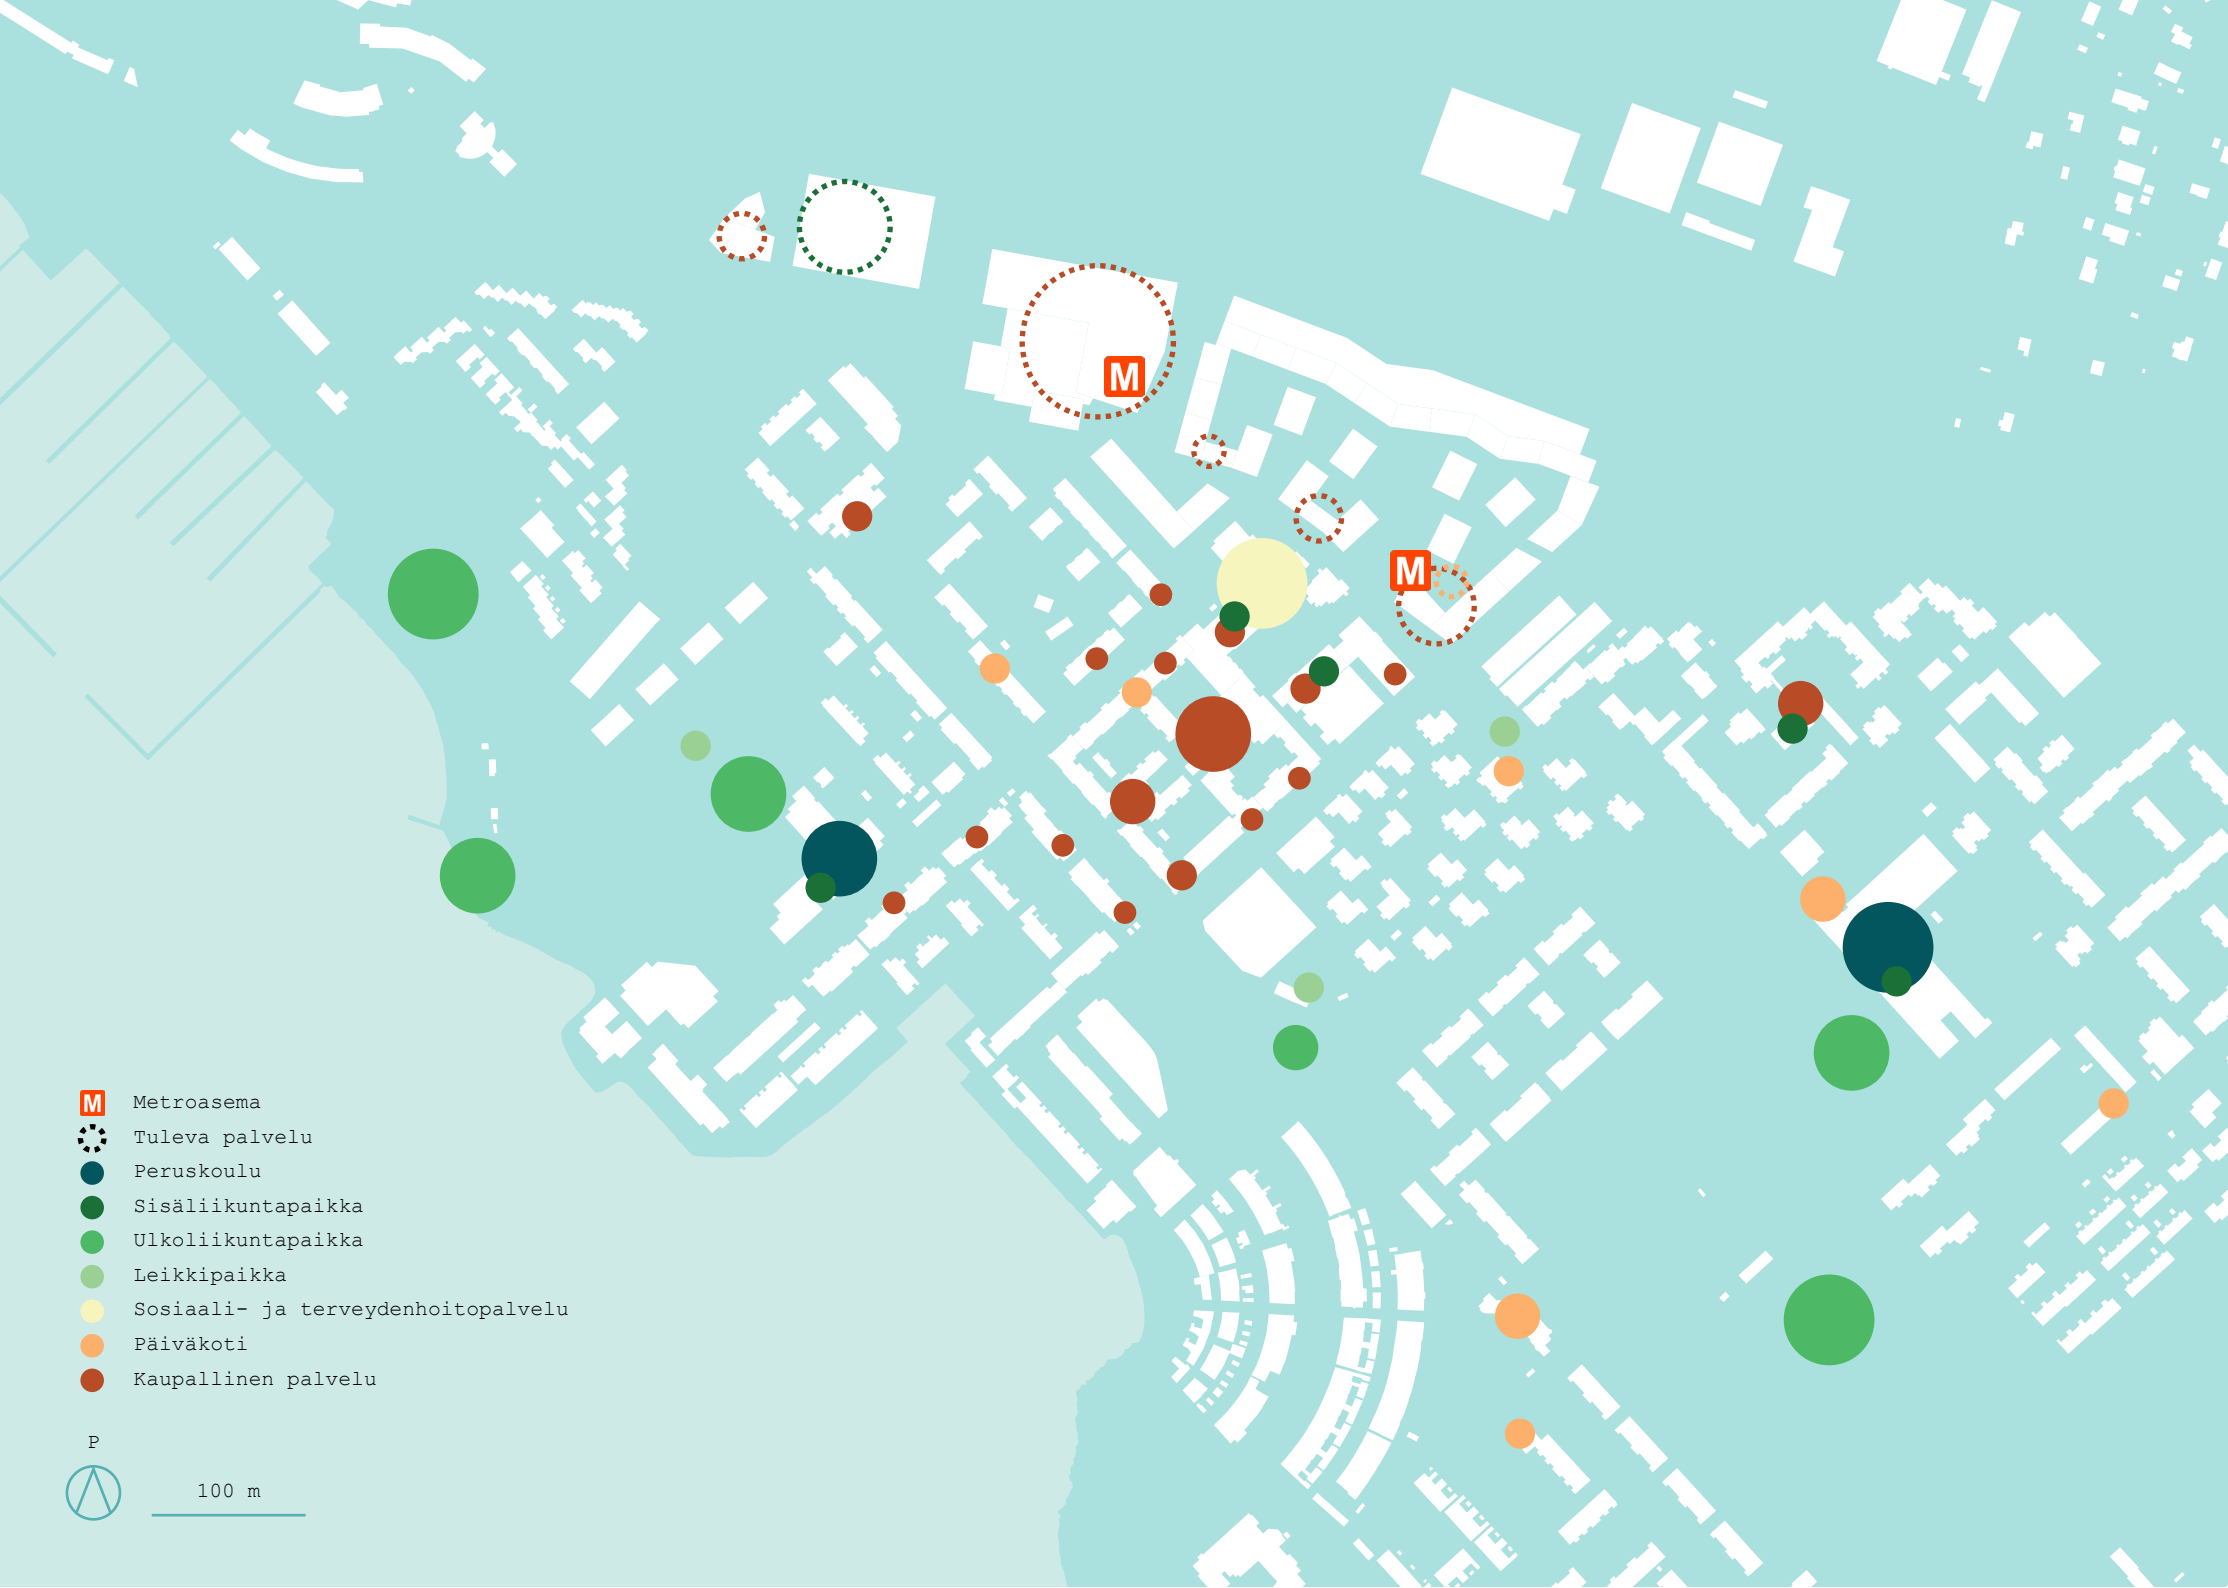 M
M
M Metroasema
Tuleva palvelu
Peruskoulu
Sisäliikuntapaikka
Ulkoliikuntapaikka
Leikkipaikka
Sosiaali- ja terveydenhoitopalvelu
Päiväkoti
Kaupallinen palvelu
P
100 m